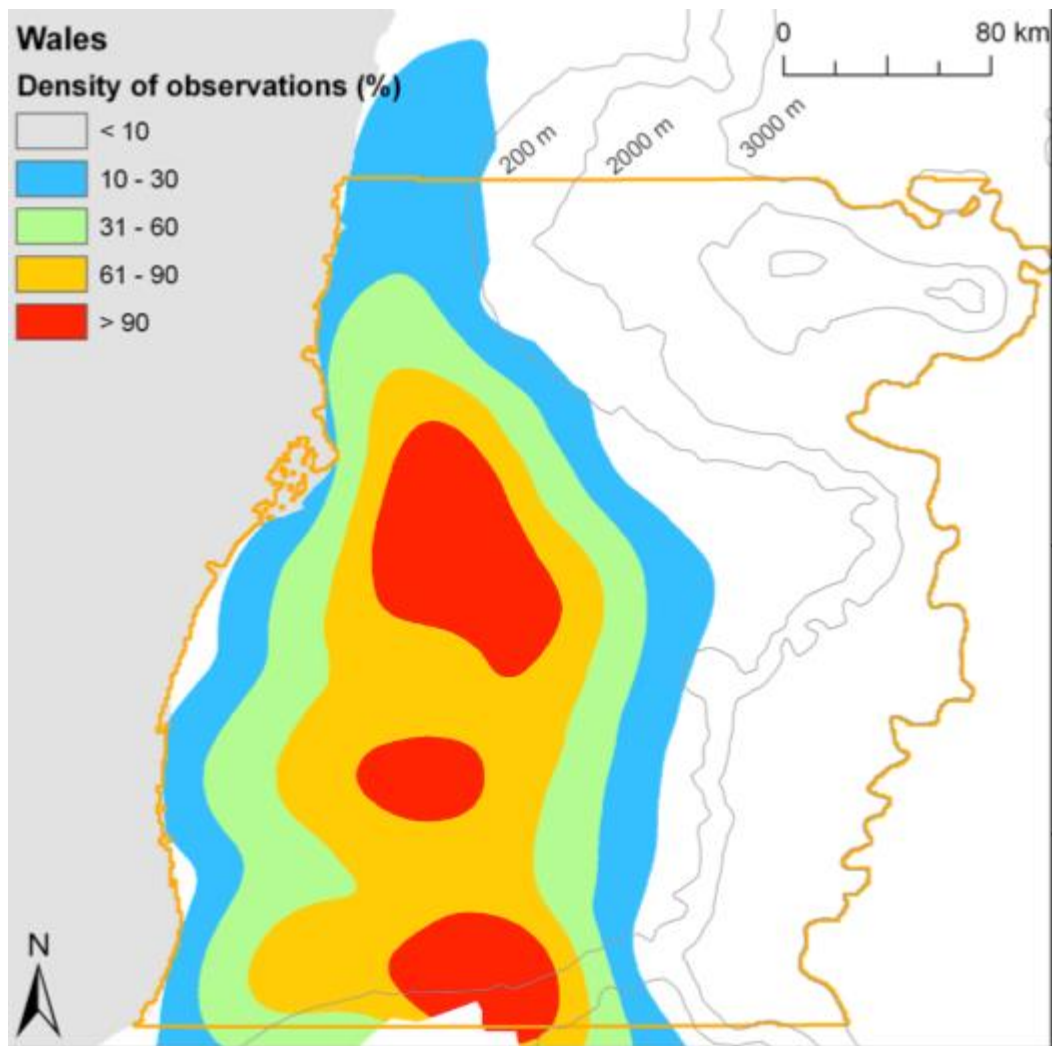 Wales
Density of observations (%)
< 10
10 - 30
31 - 60
61 - 90
> 90
0 80 km
200 m
2000 m
3000 m
N